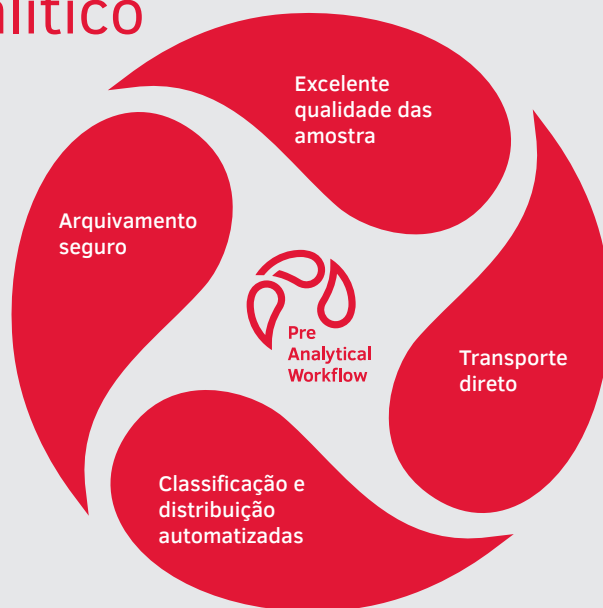 alítico
Excelente
qualidade das
amostra
Arquivamento
seguro
Pre
Analytical
Workflow
Transporte
direto
Classificação e
distribuição
automatizadas